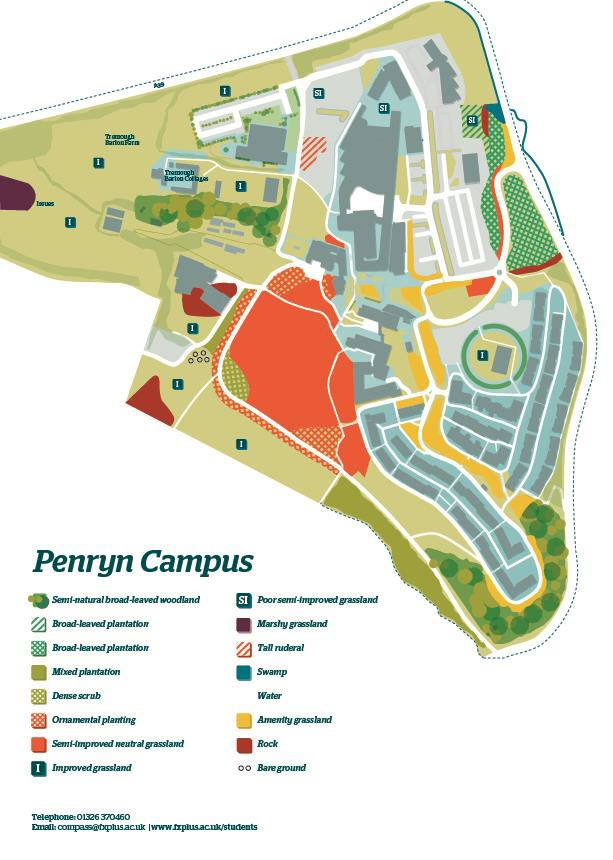 A39
I
SI
SI
SI
Tremough
Barton Farm
I
Tremough
Barton Cottages
I
Issues
I
I
I
I
I
Penryn Campus
Semi-natural broad-leaved woodland
Broad-leaved plantation
Broad-leaved plantation
Mixed plantation
Dense scrub
Ornamental planting
Semi-improved neutral grassland
I Improved grassland
SI Poor semi-improved grassland
Marshy grassland
Tall ruderal
Swamp
Water
Amenity grassland
Rock
Bare ground
Telephone: 01326 370460
Email: compass@fxplus.ac.uk | www.fxplus.ac.uk/students